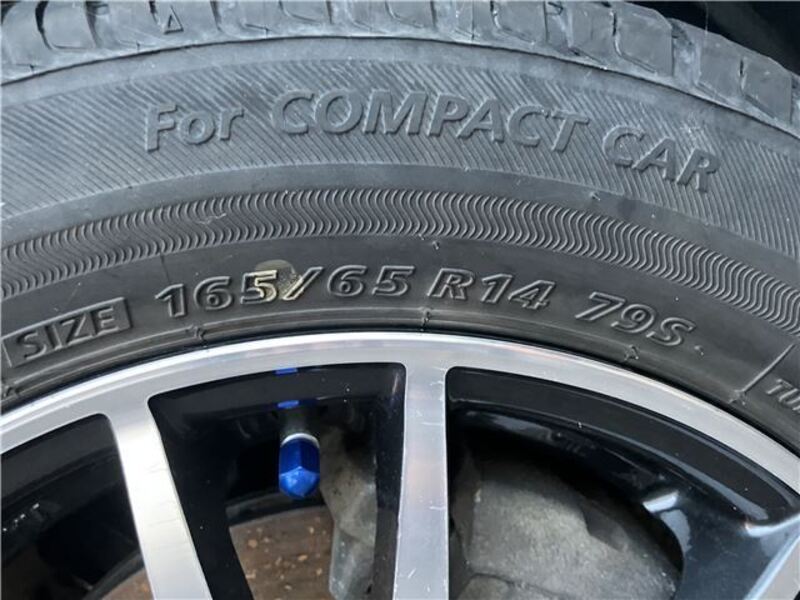 For COMPACT CAR
SIZE 165/65 R14 79S